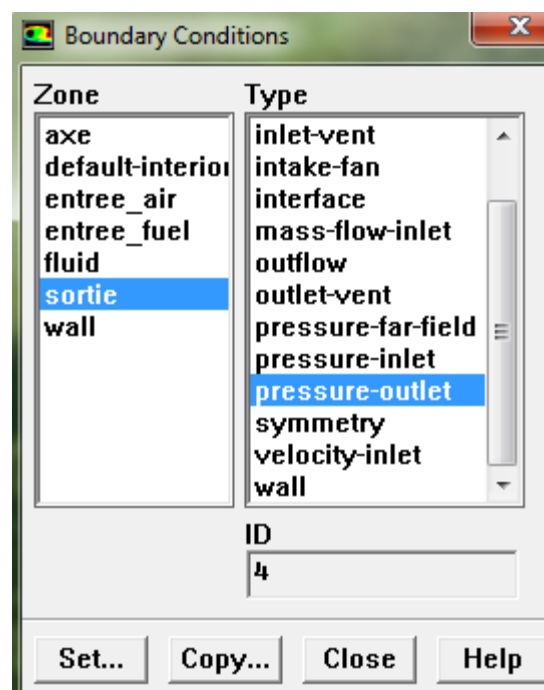 Boundary Conditions
Zone
axe
default-interior
entree_air
entree_fuel
fluid
sortie
wall
Type
inlet-vent
intake-fan
interface
mass-flow-inlet
outflow
outlet-vent
pressure-far-field
pressure-inlet
pressure-outlet
symmetry
velocity-inlet
wall
ID
4
Set... Copy... Close Help